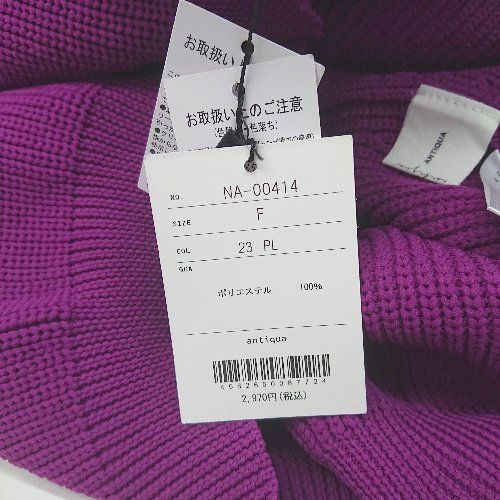 お取扱い
お取扱い上のご注意
NO. NA-00414
SIZE F
COL 23 PL
QUA
ポリエステル 100%
antiqua
2,970円(税込)
ANTIQUA